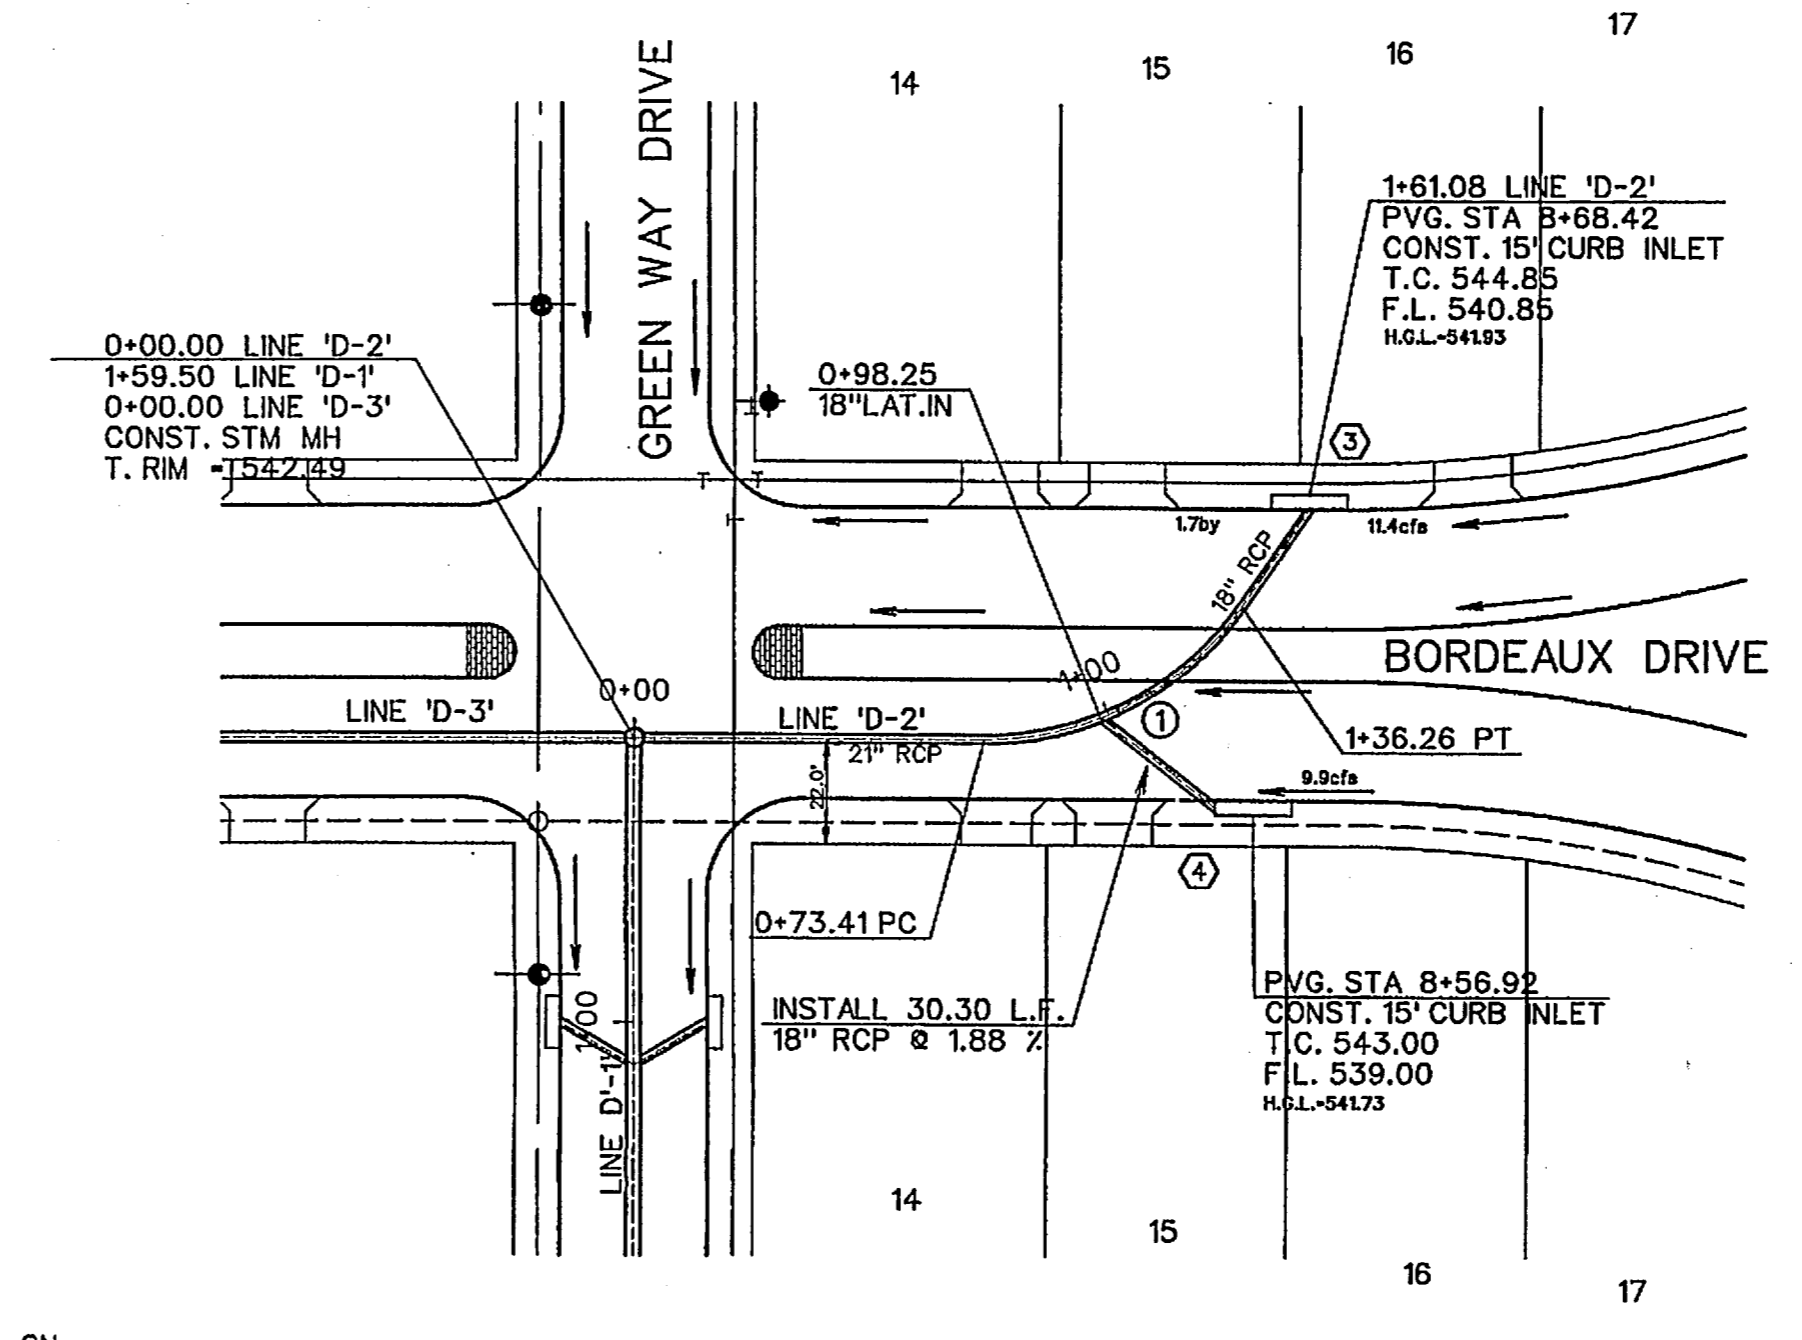 17
16
15
14
GREEN WAY DRIVE
1+61.08 LINE 'D-2'
PVG. STA 8+68.42
CONST. 15' CURB INLET
T.C. 544.85
F.L. 540.85
H.G.L.=541.93
0+00.00 LINE 'D-2'
1+59.50 LINE 'D-1'
0+00.00 LINE 'D-3'
CONST. STM MH
T. RIM = 542.49
0+98.25
18"LAT.IN
3
1.7by
11.4cfs
18" RCP
BORDEAUX DRIVE
1+00
0+00
LINE 'D-3'
LINE 'D-2'
21" RCP
1
1+36.26 PT
22.0'
9.9cfs
4
0+73.41 PC
INSTALL 30.30 L.F.
18" RCP @ 1.88 %
PVG. STA 8+56.92
CONST. 15' CURB INLET
T.C. 543.00
F.L. 539.00
H.G.L.=541.73
1+00
LINE D'-1'
14
15
16
17